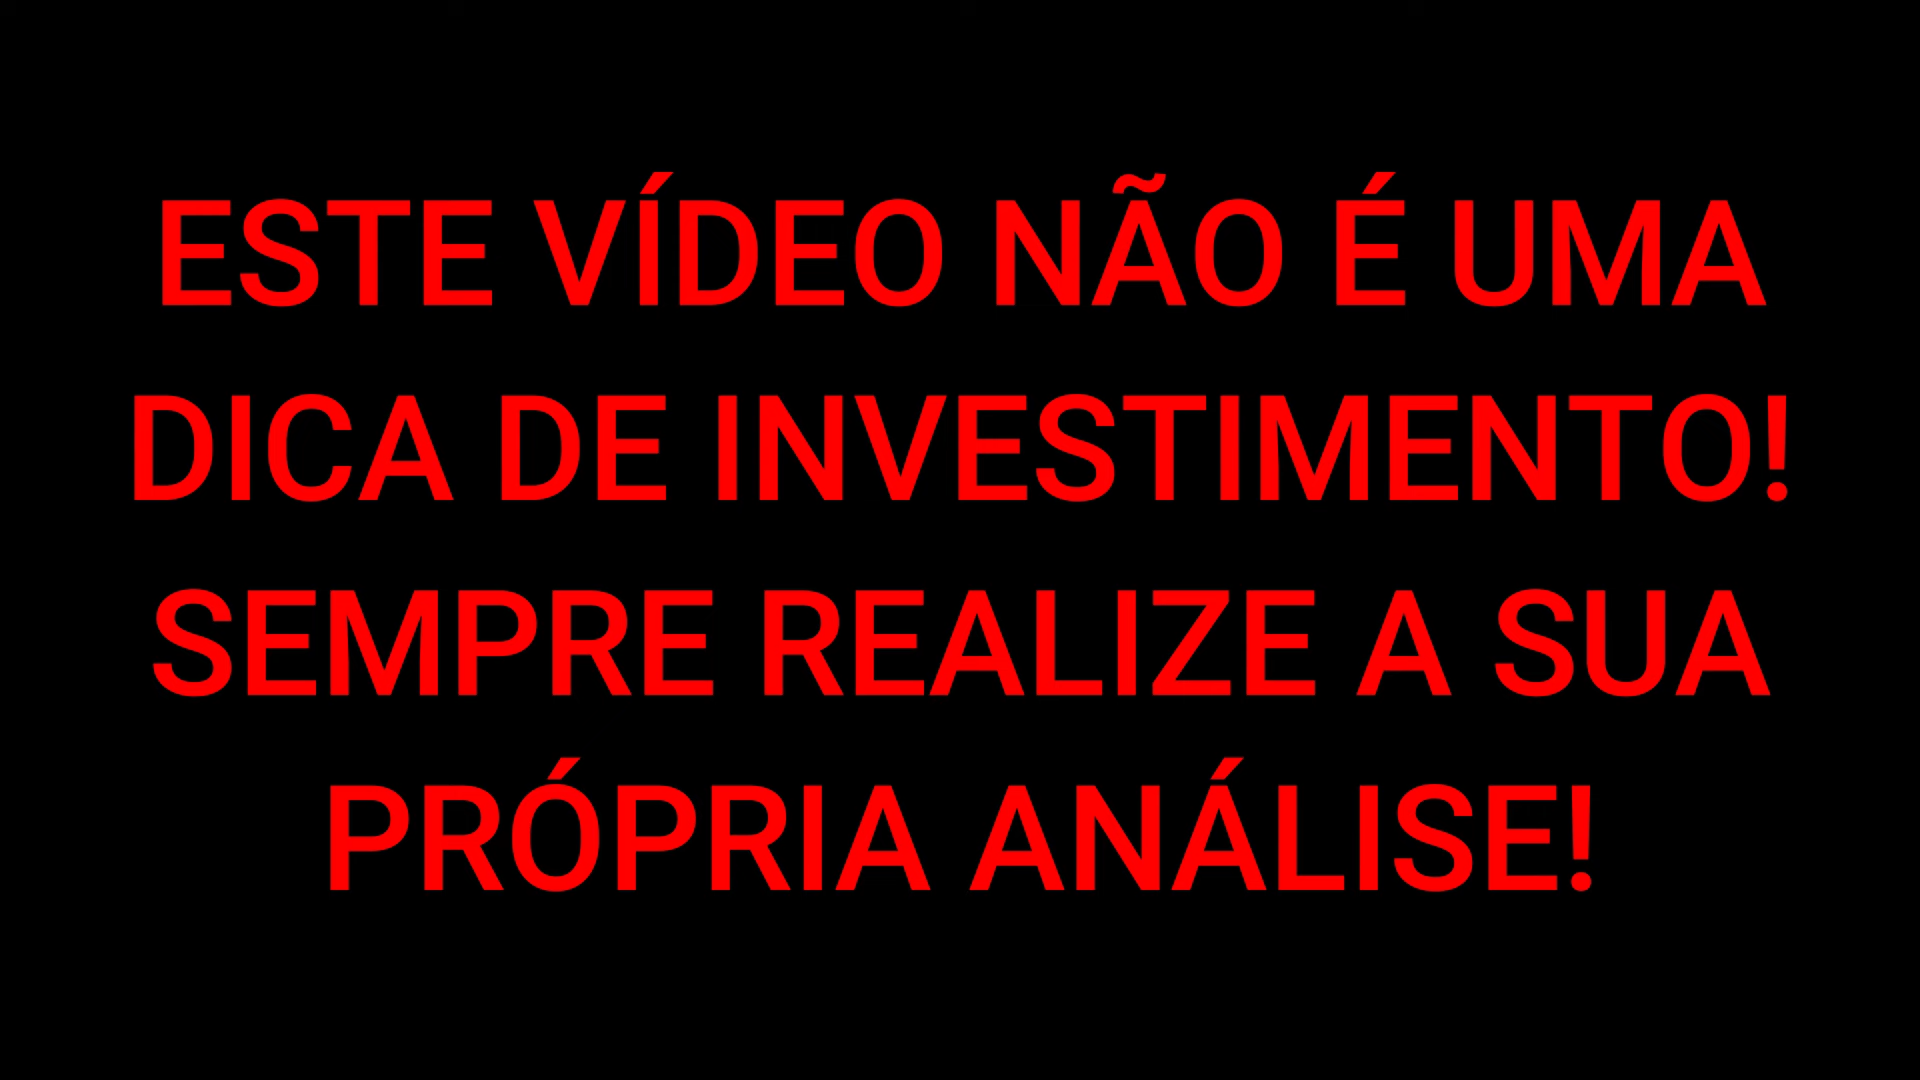 ESTE VÍDEO NÃO É UMA
DICA DE INVESTIMENTO!
SEMPRE REALIZE A SUA
PRÓPRIA ANÁLISE!